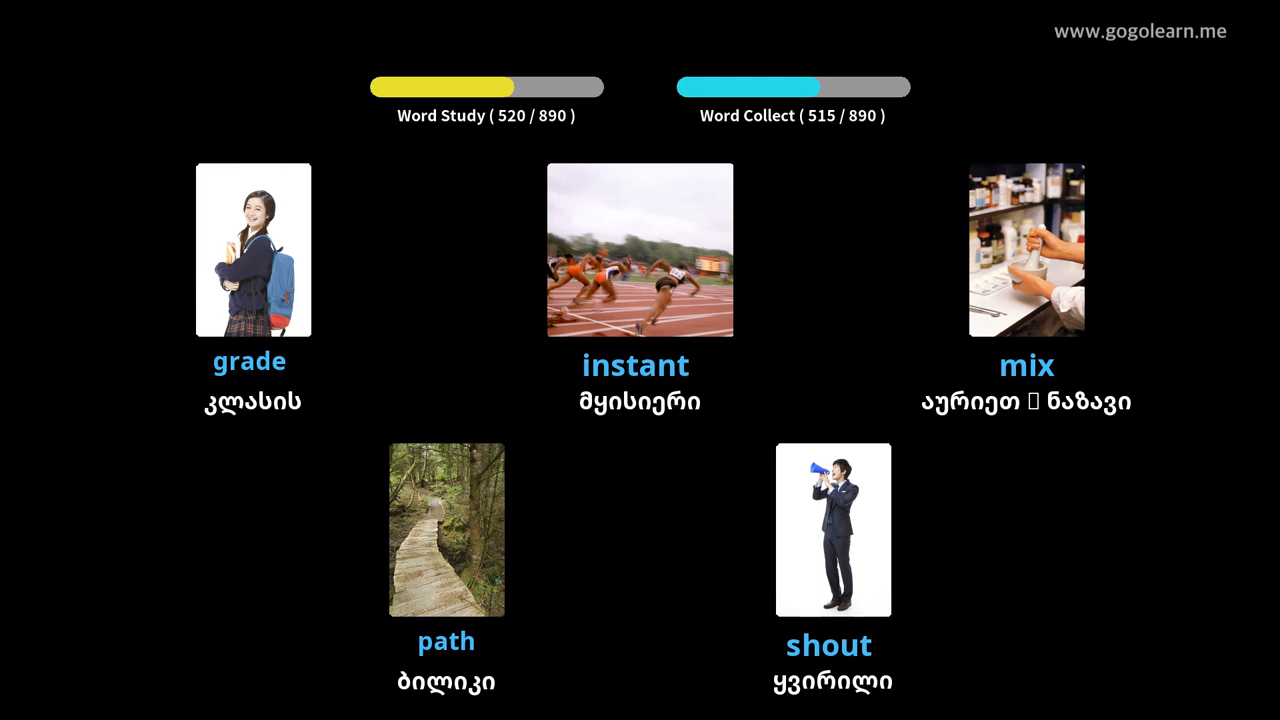 www.gogolearn.me
Word Study ( 520 / 890 )
Word Collect ( 515 / 890 )
grade
კლასის
instant
მყისიერი
mix
აურიეთ ▯ ნაზავი
path
ბილიკი
shout
ყვირილი